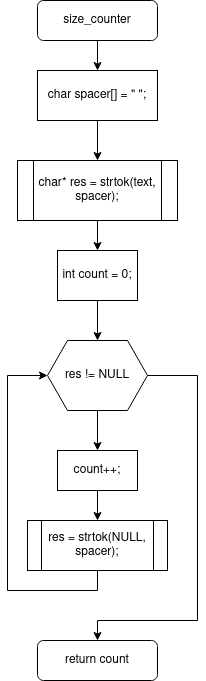 size_counter
char spacer[] = " ";
char* res = strtok(text,
spacer);
int count = 0;
res != NULL
count++;
res = strtok(NULL,
spacer);
return count